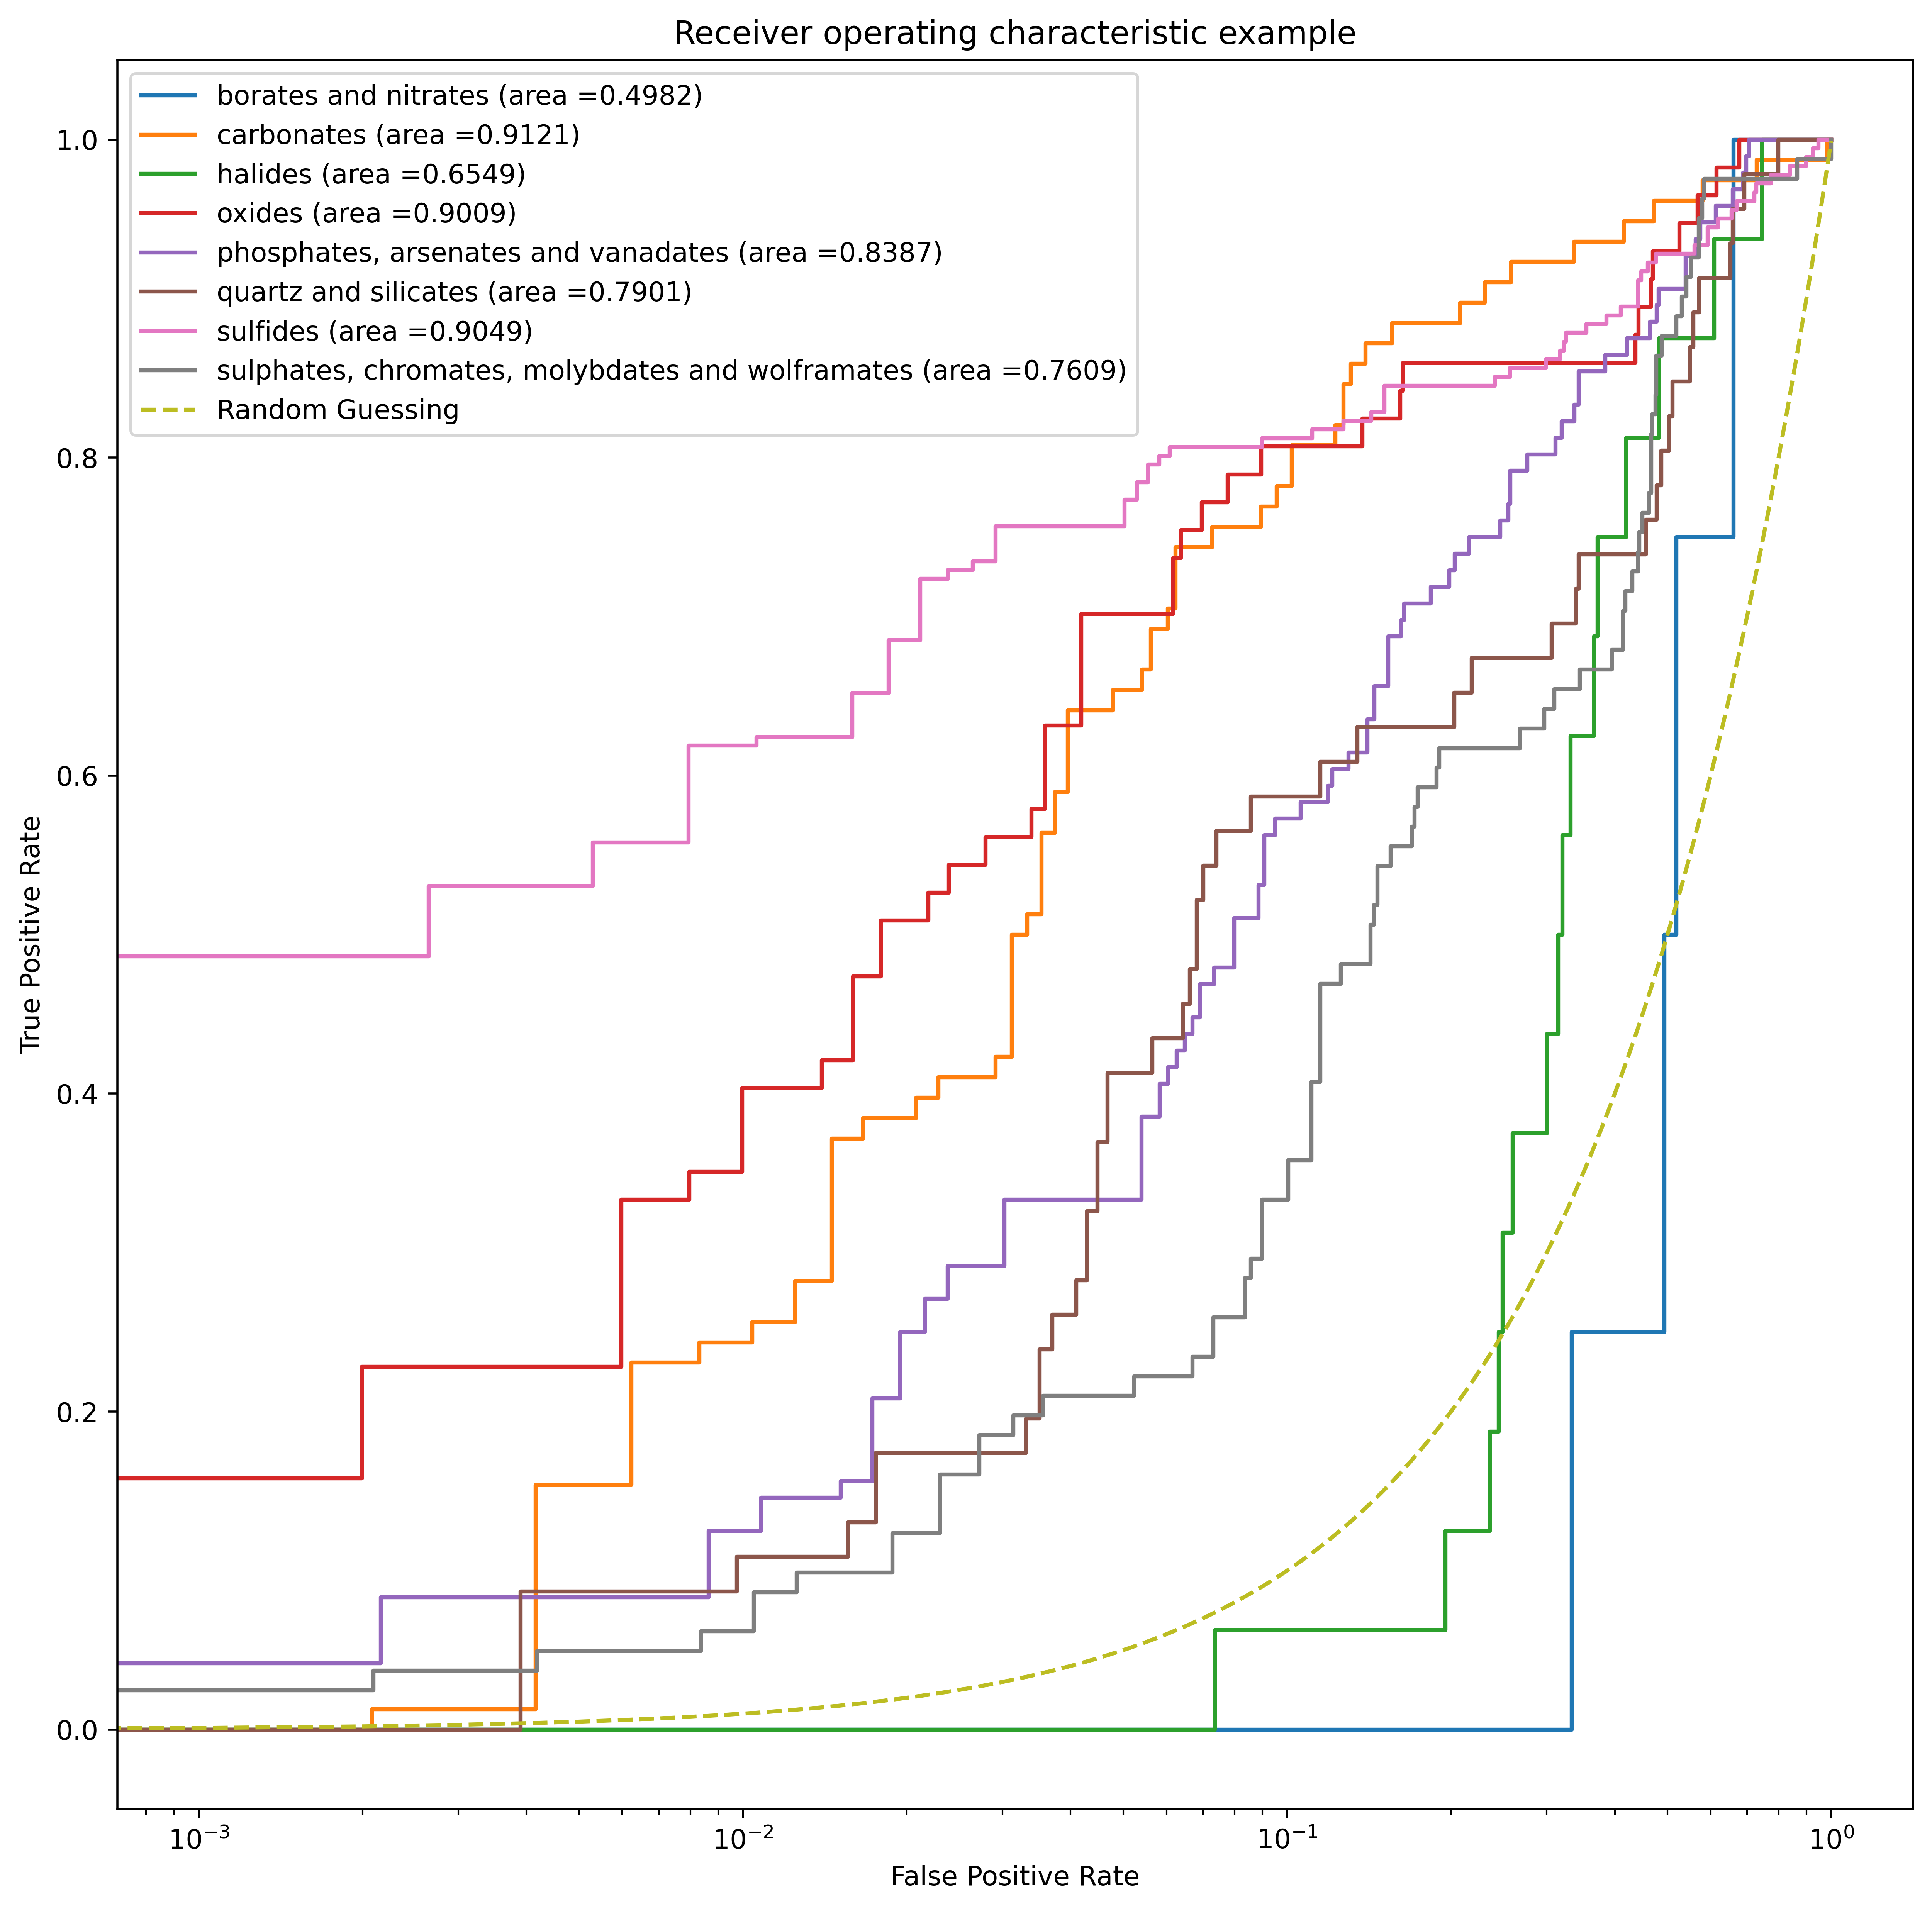 Receiver operating characteristic example
borates and nitrates (area =0.4982)
carbonates (area =0.9121)
halides (area =0.6549)
oxides (area =0.9009)
phosphates, arsenates and vanadates (area =0.8387)
quartz and silicates (area =0.7901)
sulfides (area =0.9049)
sulphates, chromates, molybdates and wolframates (area =0.7609)
Random Guessing
True Positive Rate
1.0
0.8
0.6
0.4
0.2
0.0
10⁻³ 10⁻² 10⁻¹ 10⁰
False Positive Rate